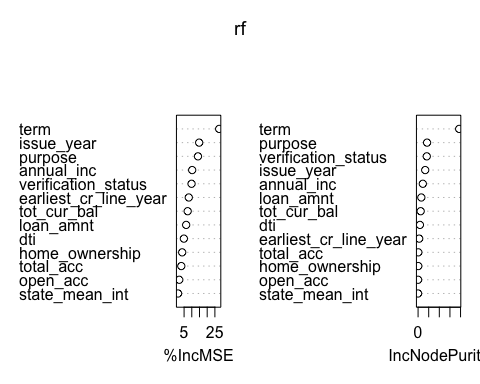 rf
term
issue_year
purpose
annual_inc
verification_status
earliest_cr_line_year
tot_cur_bal
loan_amnt
dti
home_ownership
total_acc
open_acc
state_mean_int
5 25
%IncMSE
term
purpose
verification_status
issue_year
annual_inc
loan_amnt
tot_cur_bal
dti
earliest_cr_line_year
total_acc
home_ownership
open_acc
state_mean_int
0
IncNodePurit